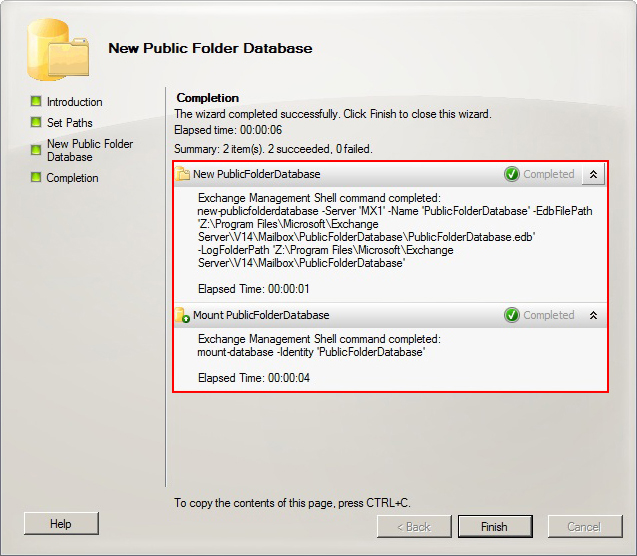 New Public Folder Database
Introduction
Set Paths
New Public Folder
Database
Completion
Completion
The wizard completed successfully. Click Finish to close this wizard.
Elapsed time: 00:00:06
Summary: 2 item(s). 2 succeeded, 0 failed.
New PublicFolderDatabase Completed
Exchange Management Shell command completed:
new-publicfolderdatabase -Server 'MX1' -Name 'PublicFolderDatabase' -EdbFilePath
'Z:\Program Files\Microsoft\Exchange
Server\V14\Mailbox\PublicFolderDatabase\PublicFolderDatabase.edb'
-LogFolderPath 'Z:\Program Files\Microsoft\Exchange
Server\V14\Mailbox\PublicFolderDatabase'
Elapsed Time: 00:00:01
Mount PublicFolderDatabase Completed
Exchange Management Shell command completed:
mount-database -Identity 'PublicFolderDatabase'
Elapsed Time: 00:00:04
To copy the contents of this page, press CTRL+C.
Help < Back Finish Cancel